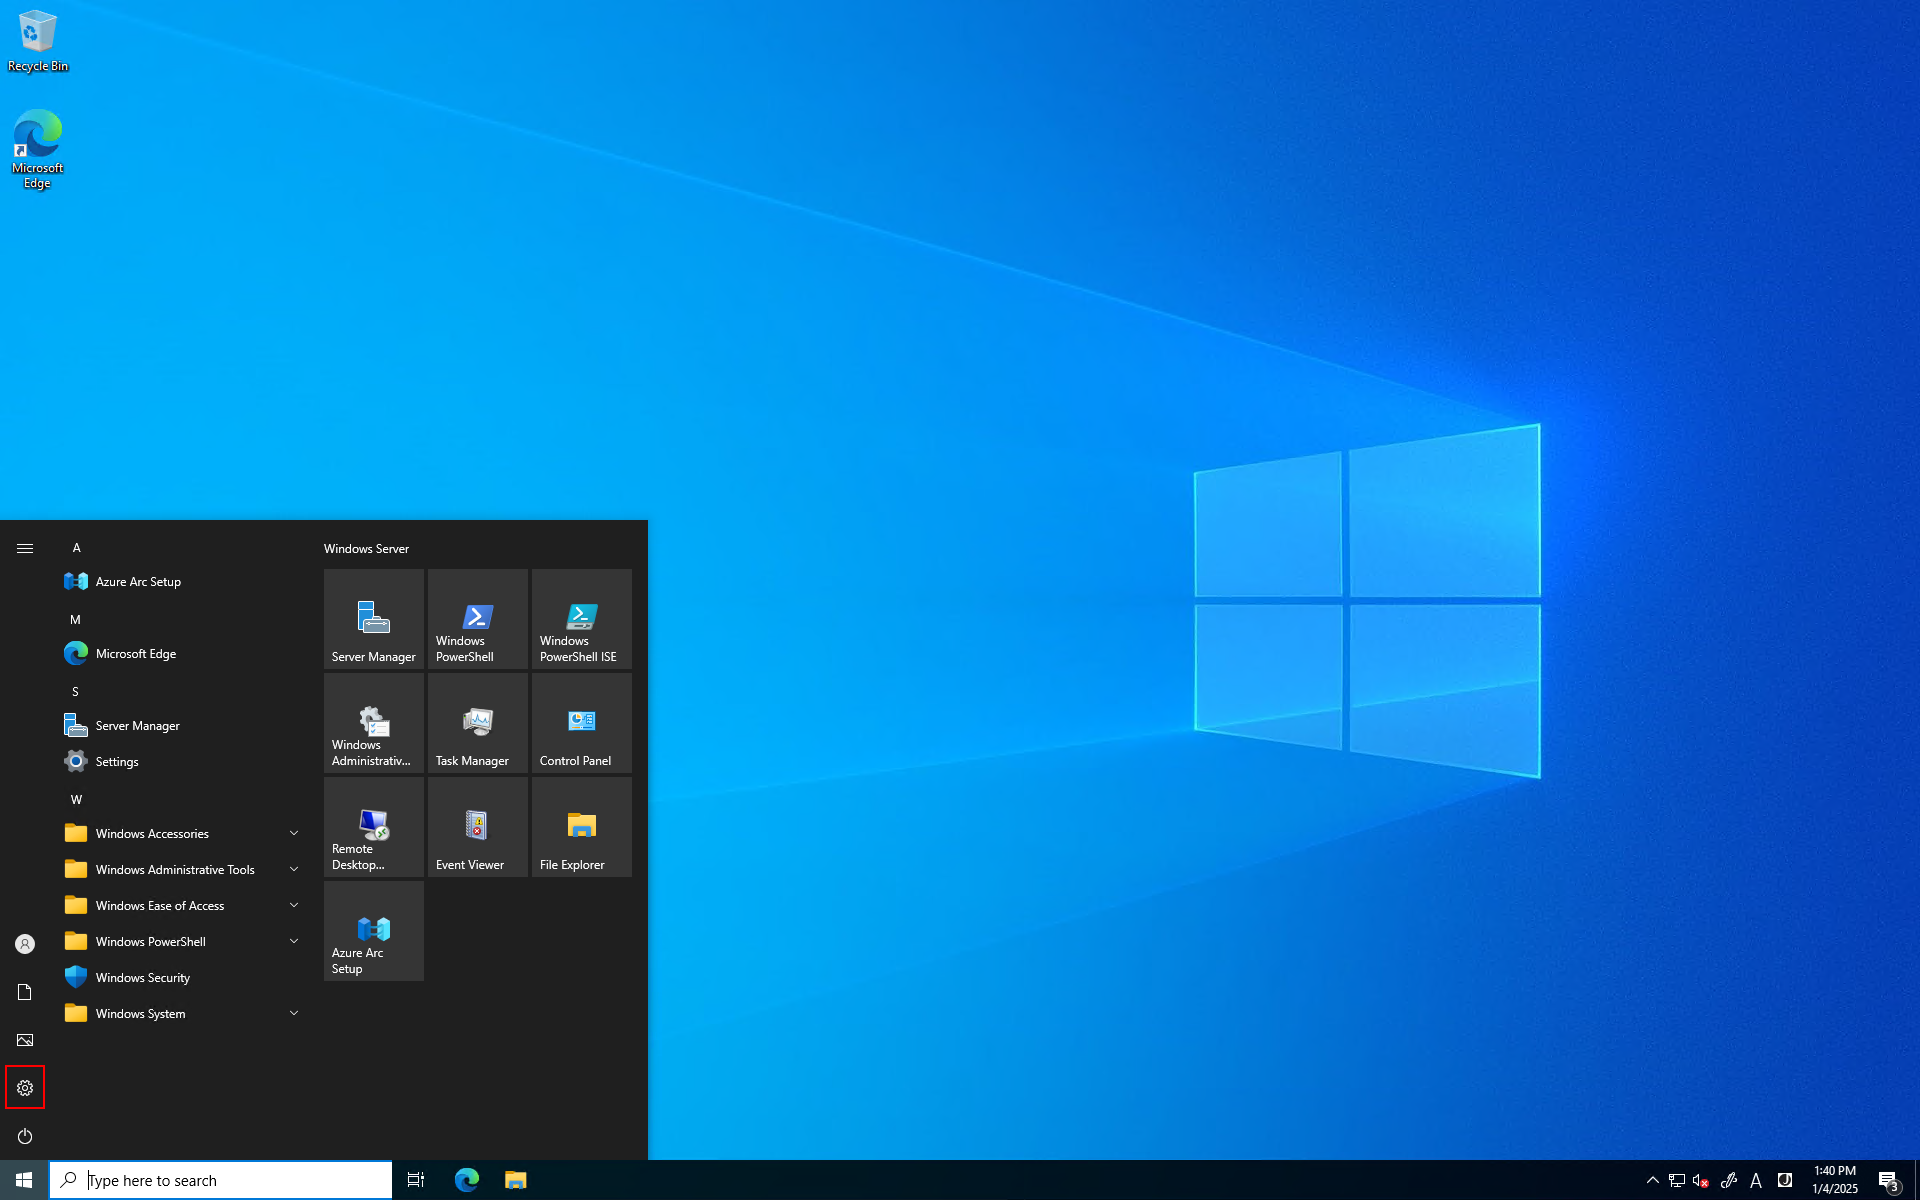 Recycle Bin
Microsoft
Edge
A
Azure Arc Setup
M
Microsoft Edge
S
Server Manager
Settings
W
Windows Accessories
Windows Administrative Tools
Windows Ease of Access
Windows PowerShell
Windows Security
Windows System
Windows Server
Server Manager
Windows
PowerShell
Windows
PowerShell ISE
Windows
Administrativ...
Task Manager
Control Panel
Remote
Desktop...
Event Viewer
File Explorer
Azure Arc
Setup
Type here to search
A
1:40 PM
1/4/2025
3